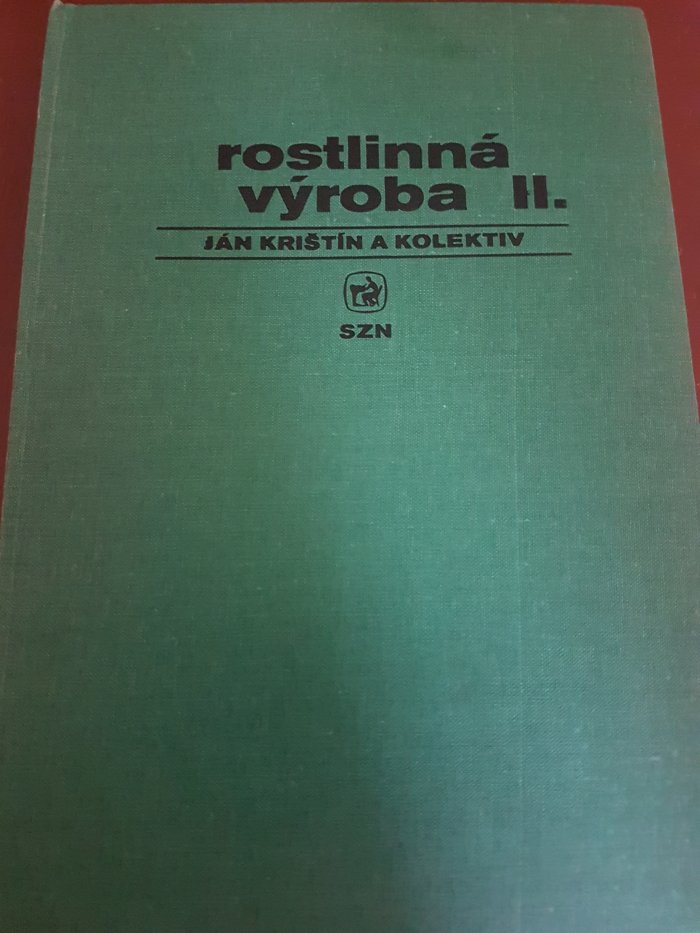 rostlinná
výroba II.
JÁN KRIŠTÍN A KOLEKTIV
SZN